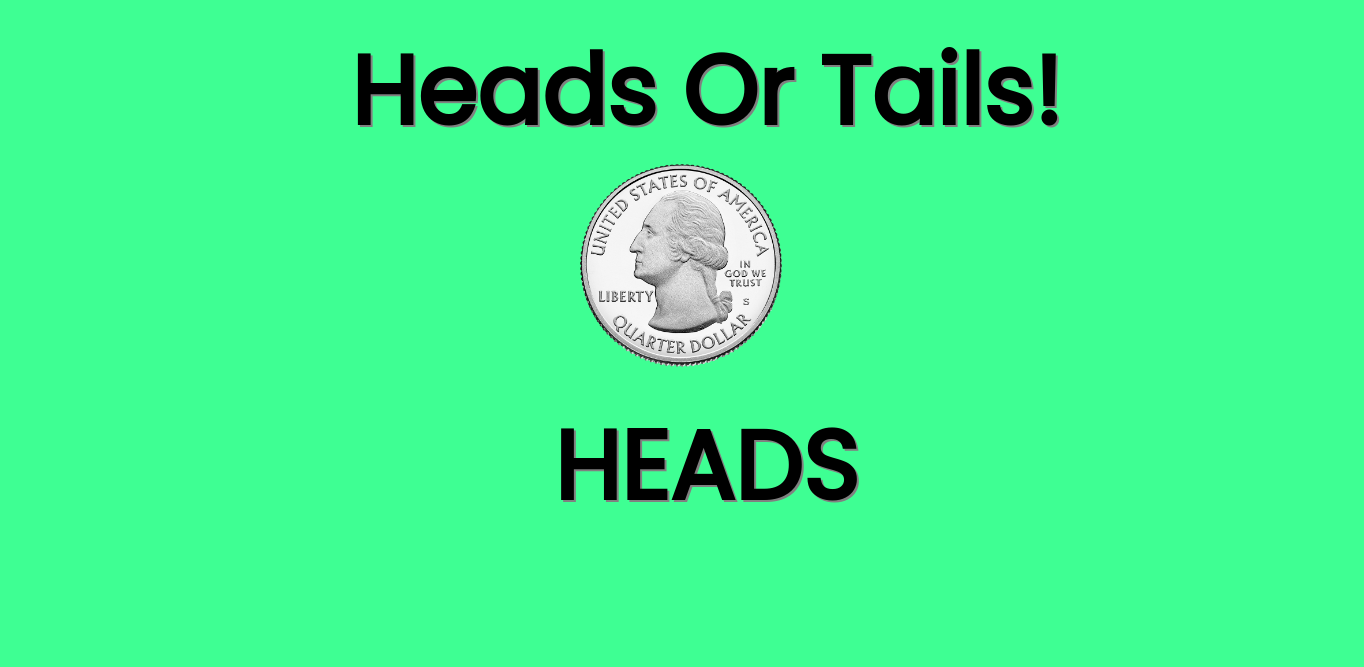 Heads Or Tails!
UNITED STATES OF AMERICA
IN
GOD WE
TRUST
LIBERTY
S
QUARTER DOLLAR
HEADS